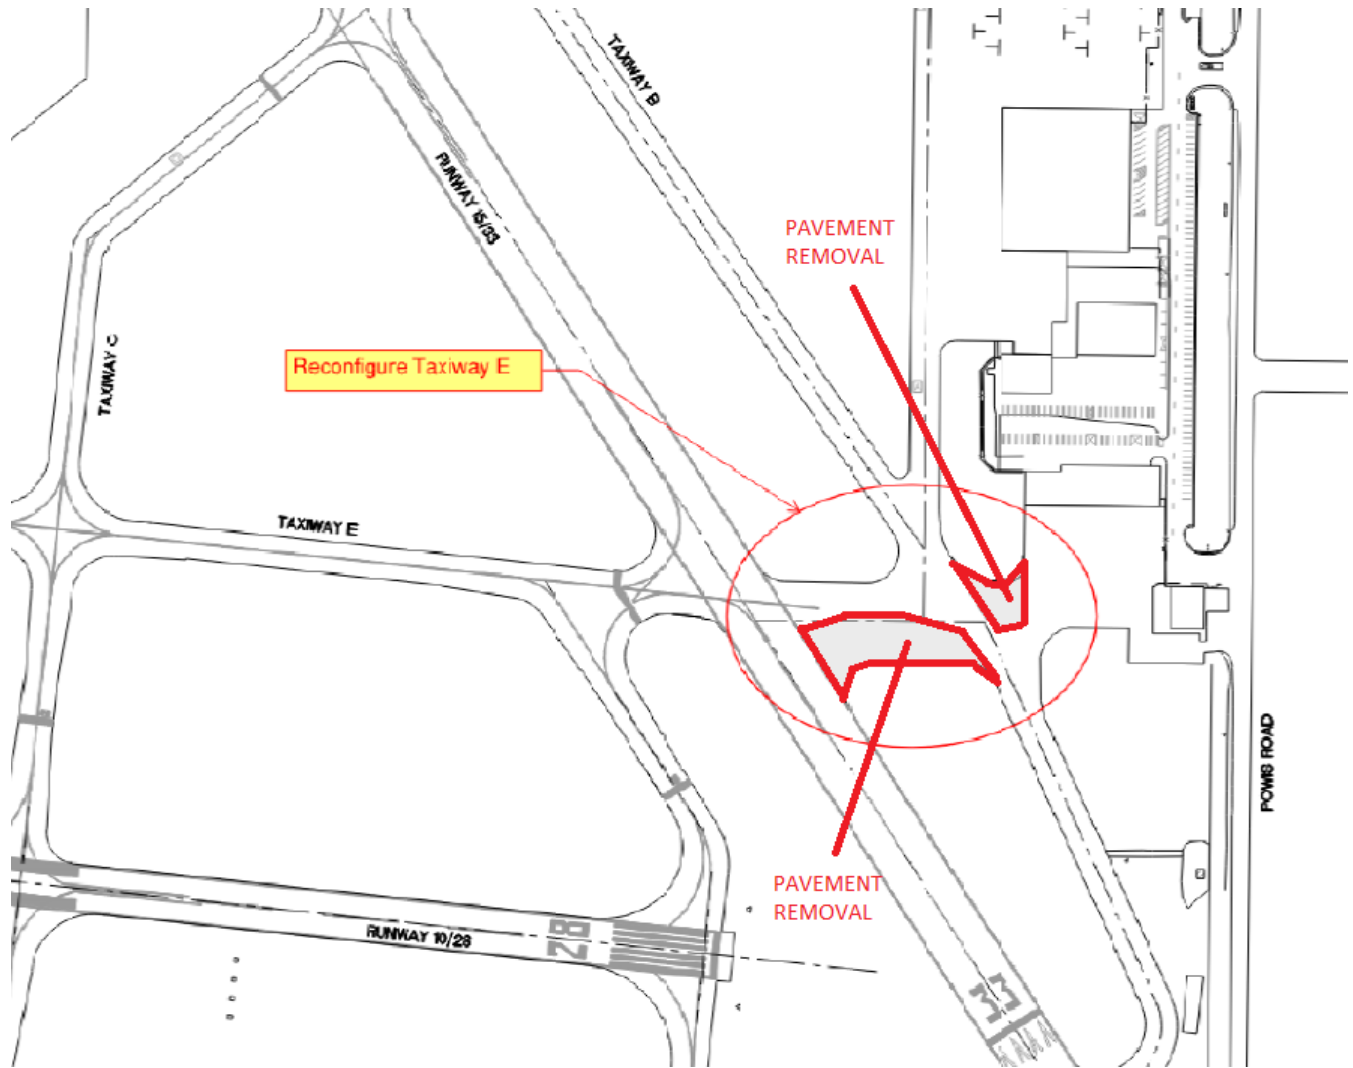 TAXIWAY B
RUNWAY 15/33
PAVEMENT
REMOVAL
Reconfigure Taxiway E
TAXIWAY C
TAXIWAY E
POWIS ROAD
PAVEMENT
REMOVAL
28
RUNWAY 10/28
33